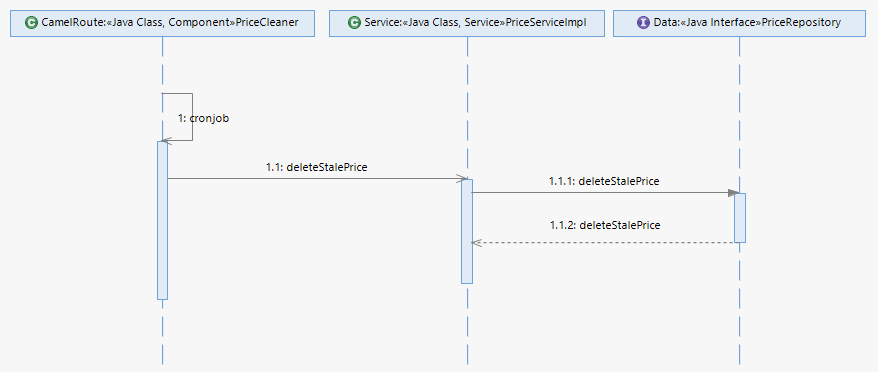 C CamelRoute:«Java Class, Component»PriceCleaner
C Service:«Java Class, Service»PriceServiceImpl
I Data:«Java Interface»PriceRepository
1: cronjob
1.1: deleteStalePrice
1.1.1: deleteStalePrice
1.1.2: deleteStalePrice